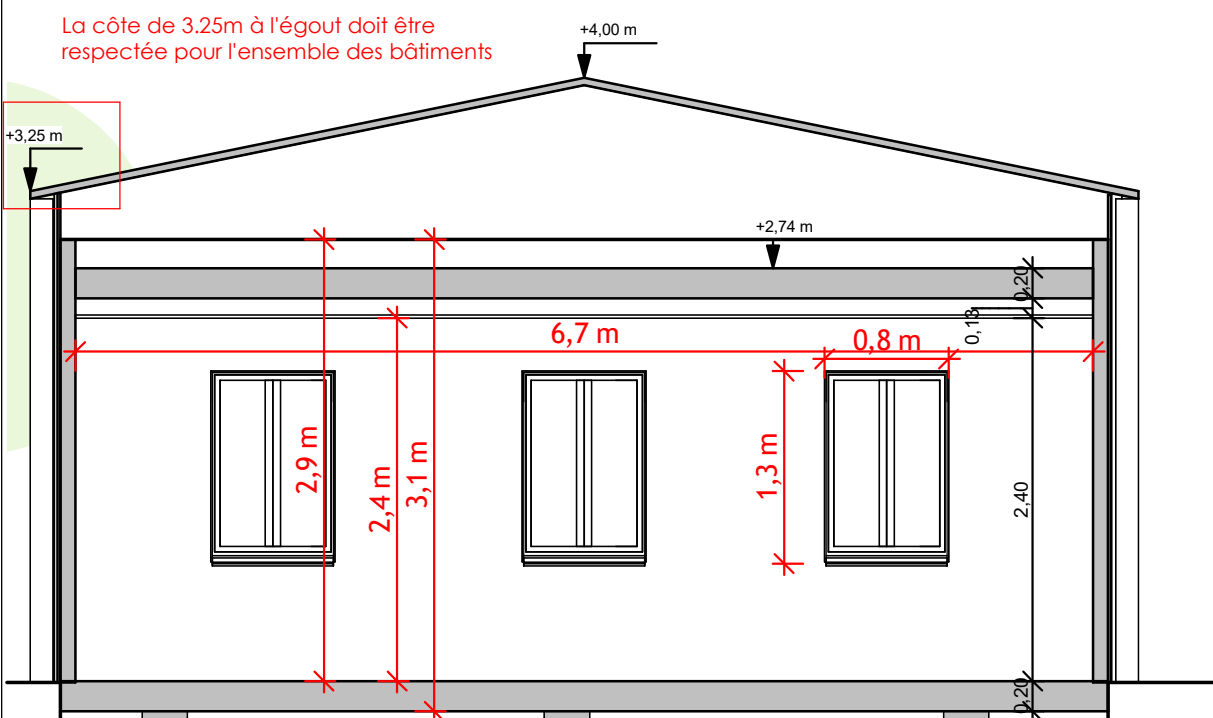 La côte de 3.25m à l'égout doit être
respectée pour l'ensemble des bâtiments
+4,00 m
+3,25 m
+2,74 m
0,20
0,13
6,7 m
0,8 m
2,9 m
2,4 m
3,1 m
1,3 m
2,40
0,20